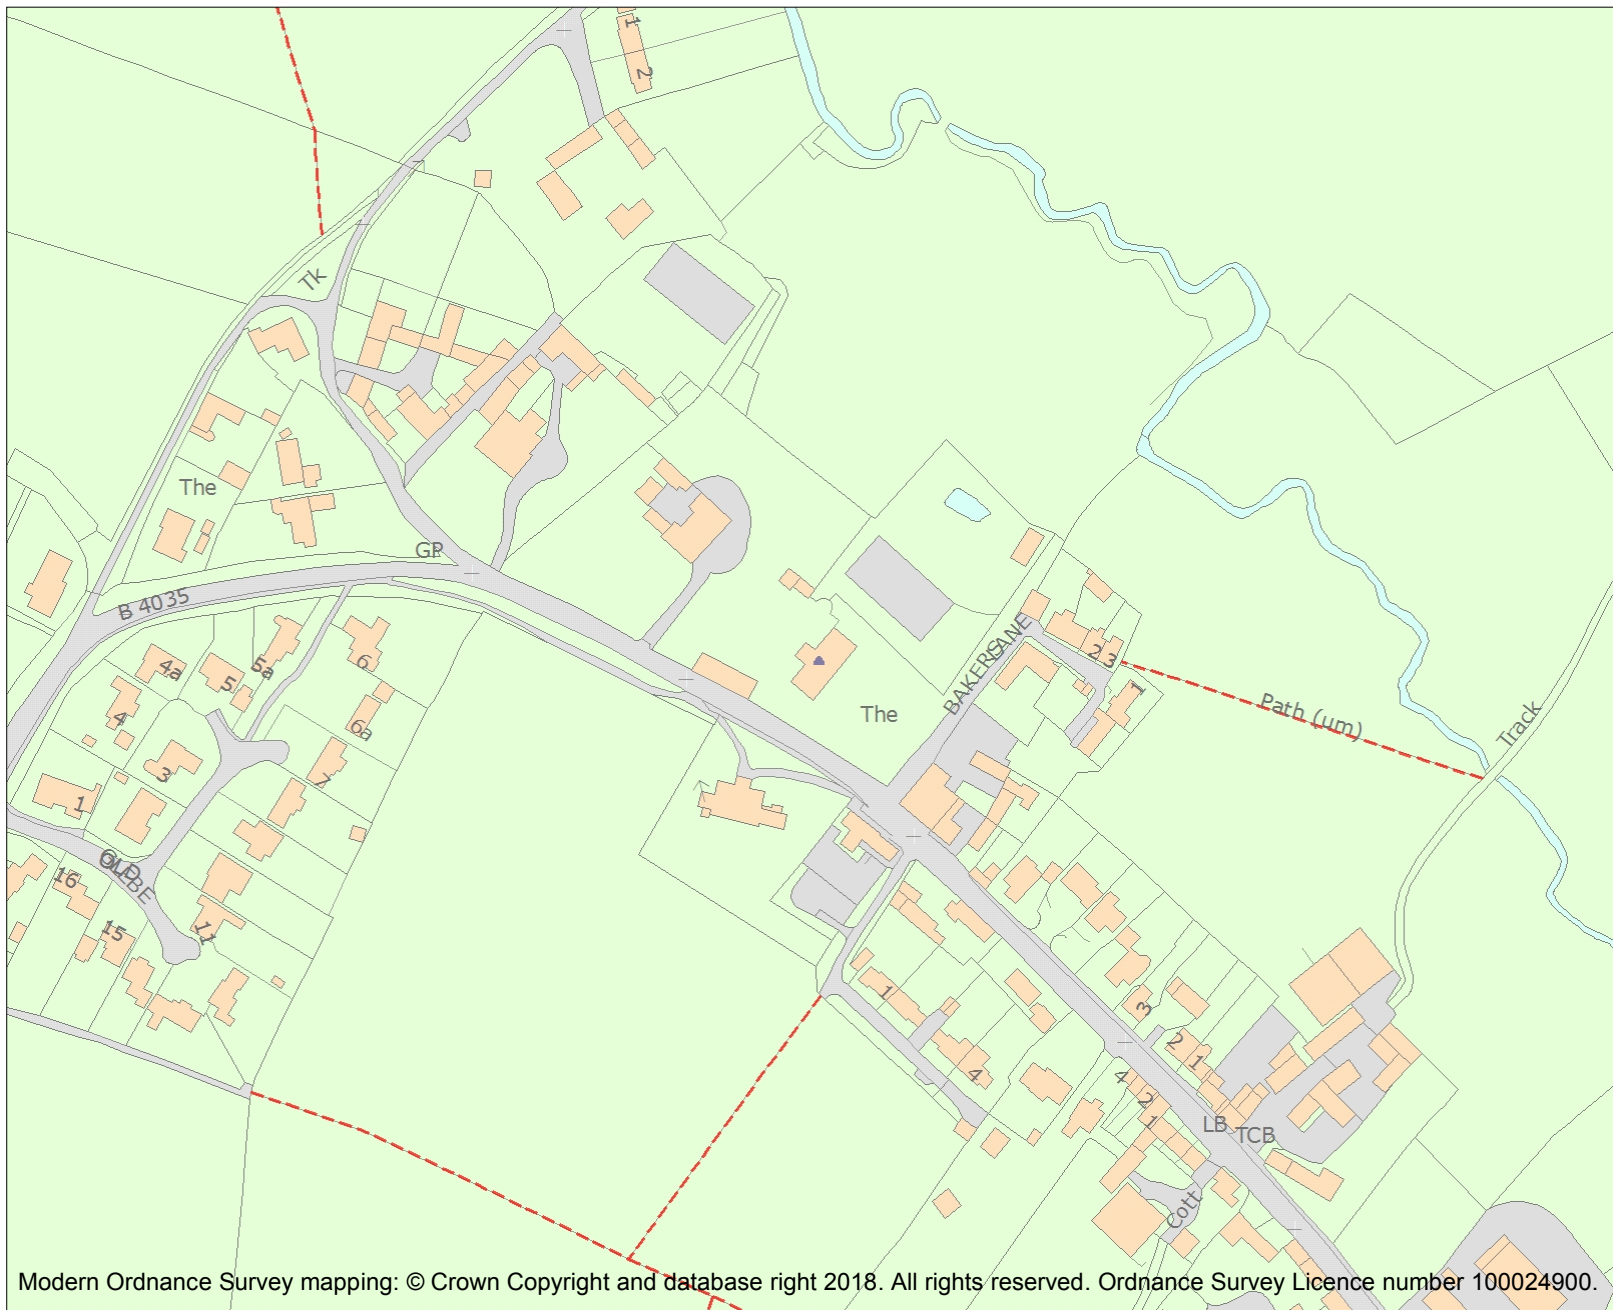 1
2
Tk
The
GP
B 4035
4a
5
5a
6
4
6a
3
7
1
OLD
GLEBE
16
15
11
The
BAKERS
LANE
2 3
1
Path (um)
Track
1
4
3
2
1
4
2
1
LB
TCB
Cott
Modern Ordnance Survey mapping: © Crown Copyright and database right 2018. All rights reserved. Ordnance Survey Licence number 100024900.